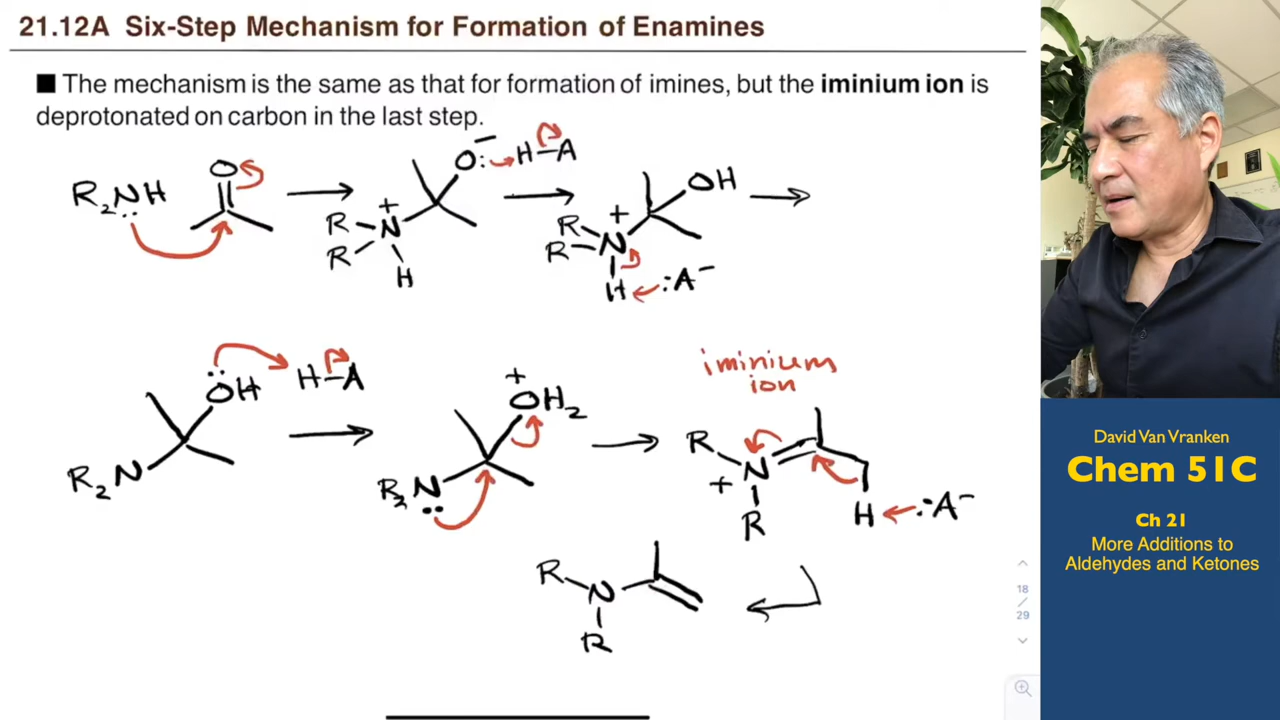 21.12A Six-Step Mechanism for Formation of Enamines
■ The mechanism is the same as that for formation of imines, but the iminium ion is
deprotonated on carbon in the last step.
R₂NH O
R R N + H O − H–A
R R N + H OH :A−
R₂N OH H–A
R₂N OH₂ +
iminium
ion
R N + R H :A−
R N R
David Van Vranken
Chem 51C
Ch 21
More Additions to
Aldehydes and Ketones
18
/
29